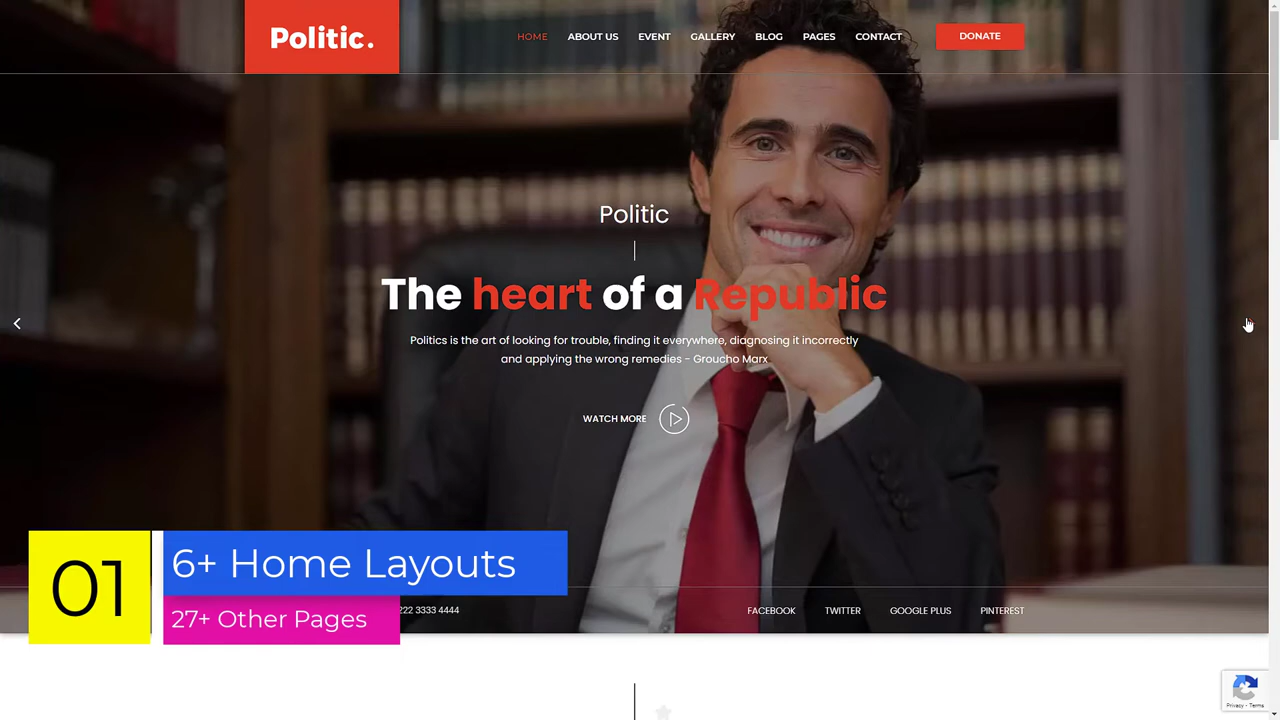 Politic.
HOME ABOUT US EVENT GALLERY BLOG PAGES CONTACT DONATE
Politic
The heart of a Republic
Politics is the art of looking for trouble, finding it everywhere, diagnosing it incorrectly
and applying the wrong remedies - Groucho Marx
WATCH MORE
01
6+ Home Layouts
27+ Other Pages
222 3333 4444
FACEBOOK TWITTER GOOGLE PLUS PINTEREST
Privacy - Terms